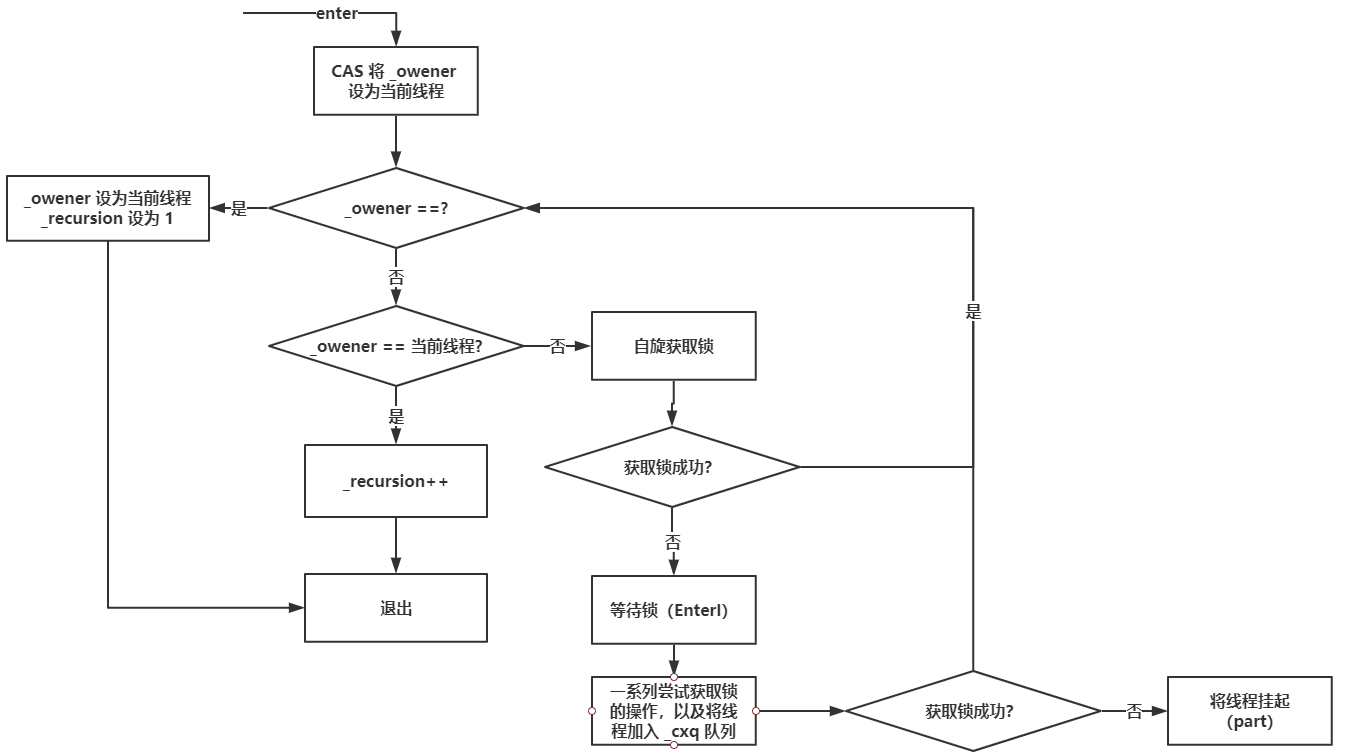 enter
CAS 将 _owener
设为当前线程
_owener 设为当前线程
_recursion 设为 1
是
_owener ==?
否
是
_owener == 当前线程?
否
自旋获取锁
是
_recursion++
获取锁成功?
否
退出
等待锁（EnterI）
一系列尝试获取锁
的操作，以及将线
程加入 _cxq 队列
获取锁成功?
否
将线程挂起
（part）